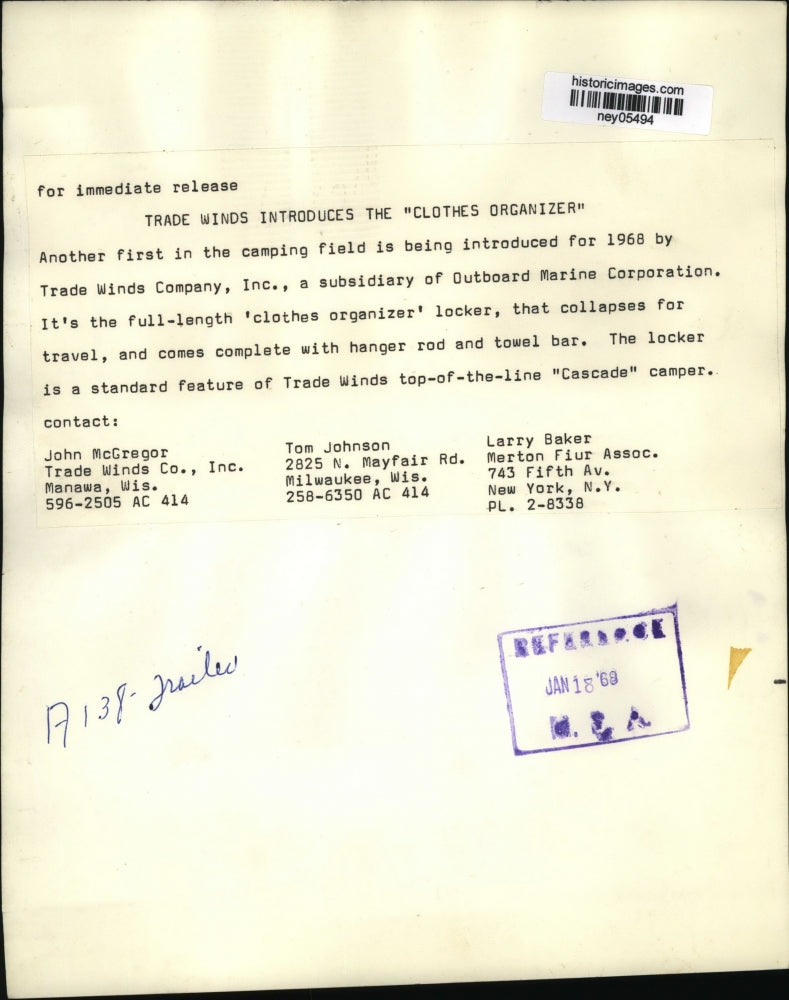 historicimages.com
ney05494
for immediate release
TRADE WINDS INTRODUCES THE "CLOTHES ORGANIZER"
Another first in the camping field is being introduced for 1968 by
Trade Winds Company, Inc., a subsidiary of Outboard Marine Corporation.
It's the full-length 'clothes organizer' locker, that collapses for
travel, and comes complete with hanger rod and towel bar. The locker
is a standard feature of Trade Winds top-of-the-line "Cascade" camper.
contact:
John McGregor
Trade Winds Co., Inc.
Manawa, Wis.
596-2505 AC 414
Tom Johnson
2825 N. Mayfair Rd.
Milwaukee, Wis.
258-6350 AC 414
Larry Baker
Merton Fiur Assoc.
743 Fifth Av.
New York, N.Y.
PL. 2-8338
A138- Trailer
REFERENCE
JAN 18 '68
N. E. A.